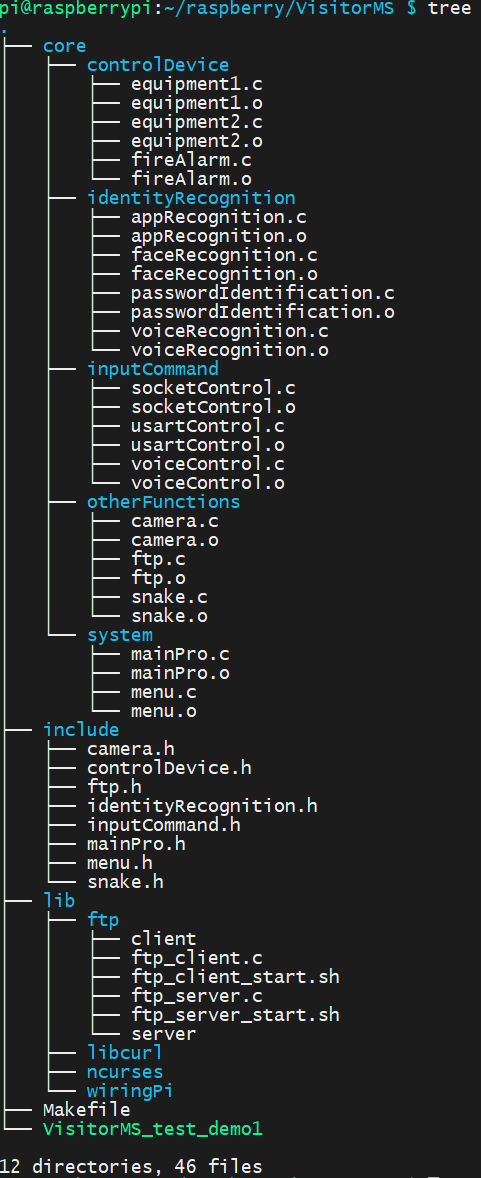 pi@raspberrypi:~/raspberry/VisitorMS $ tree
.
├── core
│   ├── controlDevice
│   │   ├── equipment1.c
│   │   ├── equipment1.o
│   │   ├── equipment2.c
│   │   ├── equipment2.o
│   │   ├── fireAlarm.c
│   │   └── fireAlarm.o
│   ├── identityRecognition
│   │   ├── appRecognition.c
│   │   ├── appRecognition.o
│   │   ├── faceRecognition.c
│   │   ├── faceRecognition.o
│   │   ├── passwordIdentification.c
│   │   ├── passwordIdentification.o
│   │   ├── voiceRecognition.c
│   │   └── voiceRecognition.o
│   ├── inputCommand
│   │   ├── socketControl.c
│   │   ├── socketControl.o
│   │   ├── usartControl.c
│   │   ├── usartControl.o
│   │   ├── voiceControl.c
│   │   └── voiceControl.o
│   ├── otherFunctions
│   │   ├── camera.c
│   │   ├── camera.o
│   │   ├── ftp.c
│   │   ├── ftp.o
│   │   ├── snake.c
│   │   └── snake.o
│   └── system
│       ├── mainPro.c
│       ├── mainPro.o
│       ├── menu.c
│       └── menu.o
├── include
│   ├── camera.h
│   ├── controlDevice.h
│   ├── ftp.h
│   ├── identityRecognition.h
│   ├── inputCommand.h
│   ├── mainPro.h
│   ├── menu.h
│   └── snake.h
├── lib
│   ├── ftp
│   │   ├── client
│   │   ├── ftp_client.c
│   │   ├── ftp_client_start.sh
│   │   ├── ftp_server.c
│   │   ├── ftp_server_start.sh
│   │   └── server
│   ├── libcurl
│   ├── ncurses
│   └── wiringPi
├── Makefile
└── VisitorMS_test_demo1

12 directories, 46 files